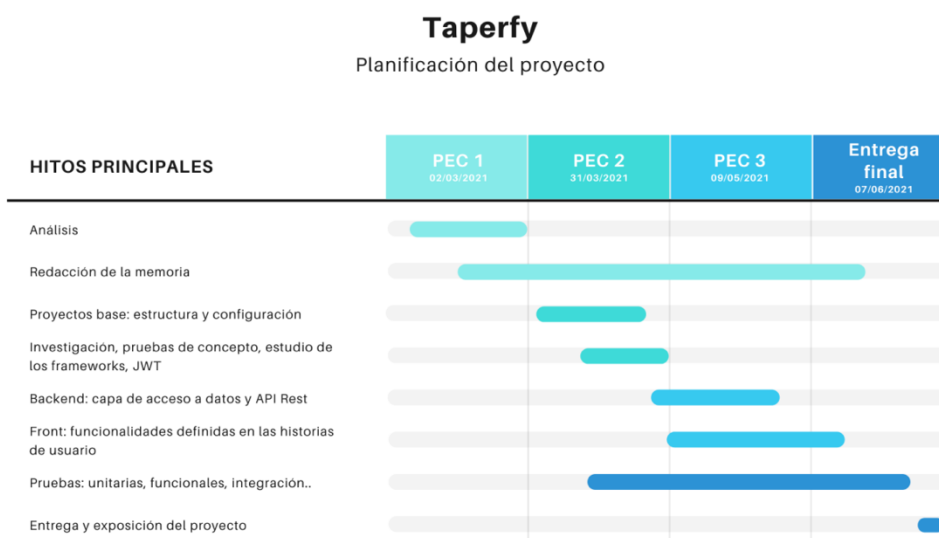 Taperfy
Planificación del proyecto
HITOS PRINCIPALES
PEC 1
02/03/2021
PEC 2
31/03/2021
PEC 3
09/05/2021
Entrega
final
07/06/2021
Análisis
Redacción de la memoria
Proyectos base: estructura y configuración
Investigación, pruebas de concepto, estudio de
los frameworks, JWT
Backend: capa de acceso a datos y API Rest
Front: funcionalidades definidas en las historias
de usuario
Pruebas: unitarias, funcionales, integración..
Entrega y exposición del proyecto